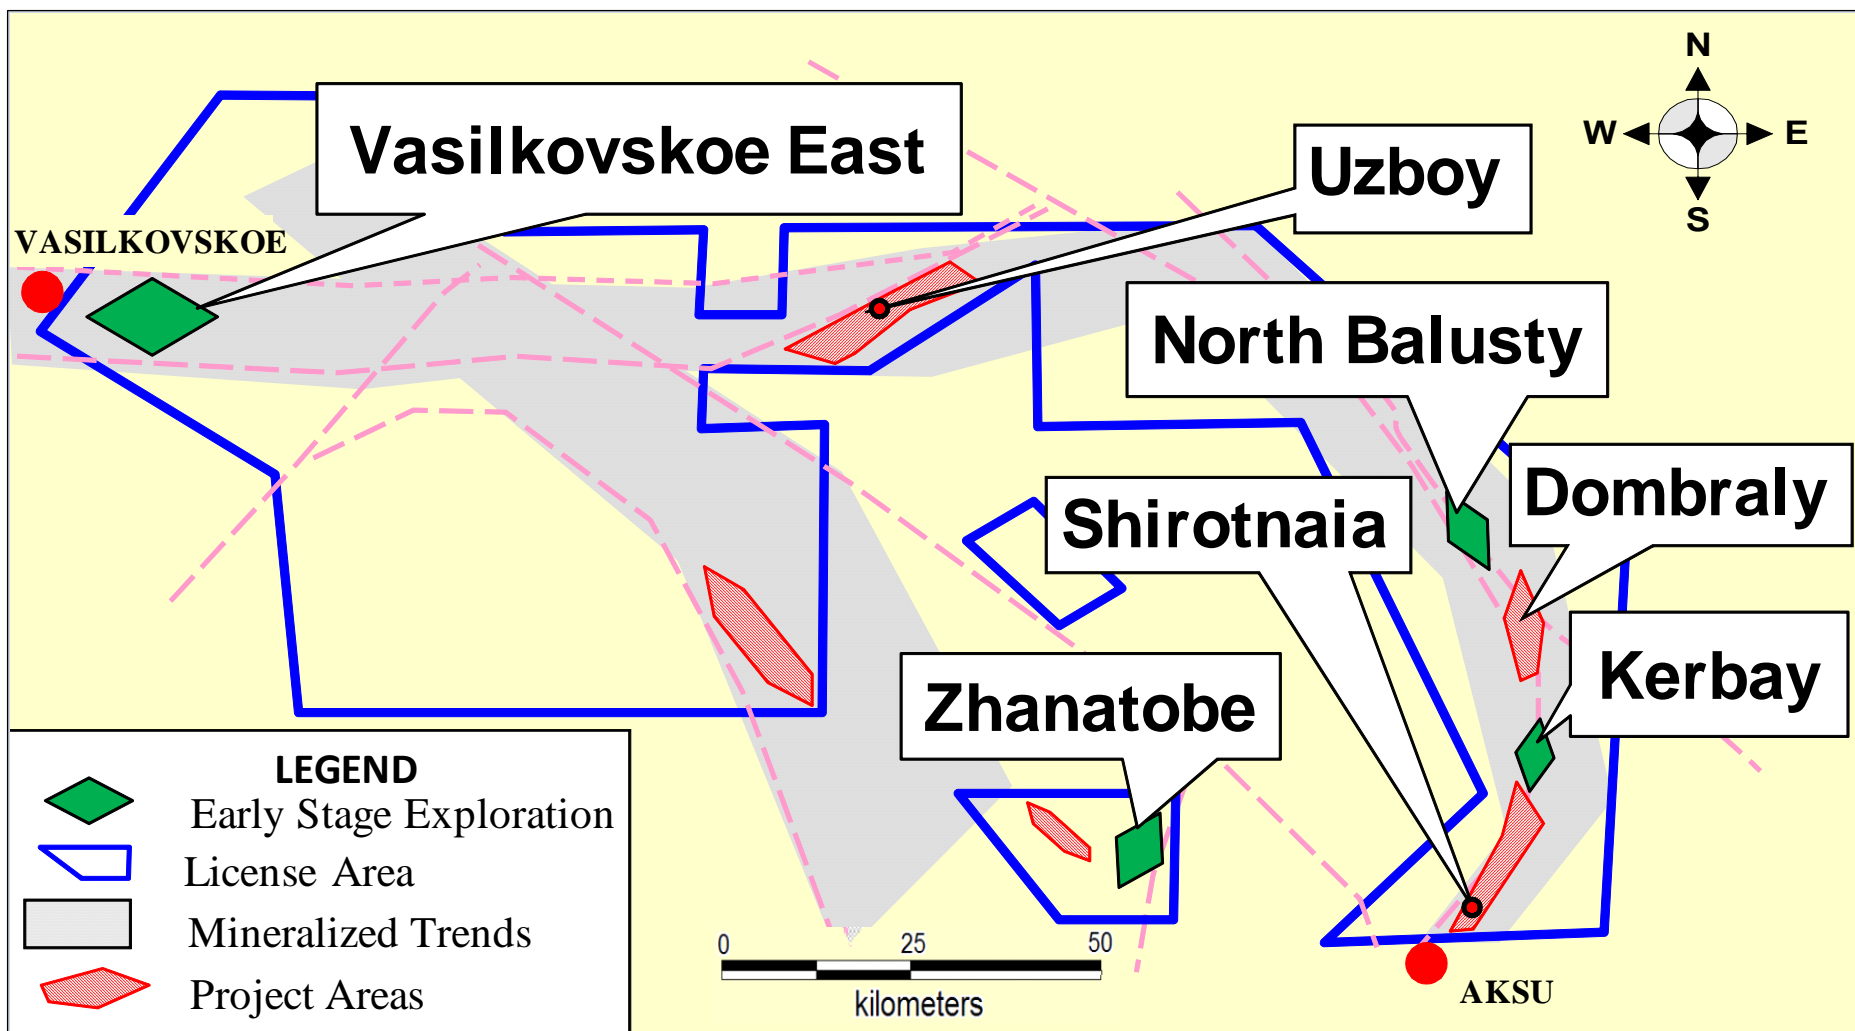 N
W
E
S
Vasilkovskoe East
Uzboy
VASILKOVSKOE
North Balusty
Dombraly
Shirotnaia
Kerbay
Zhanatobe
LEGEND
Early Stage Exploration
License Area
Mineralized Trends
Project Areas
0 25 50
kilometers
AKSU